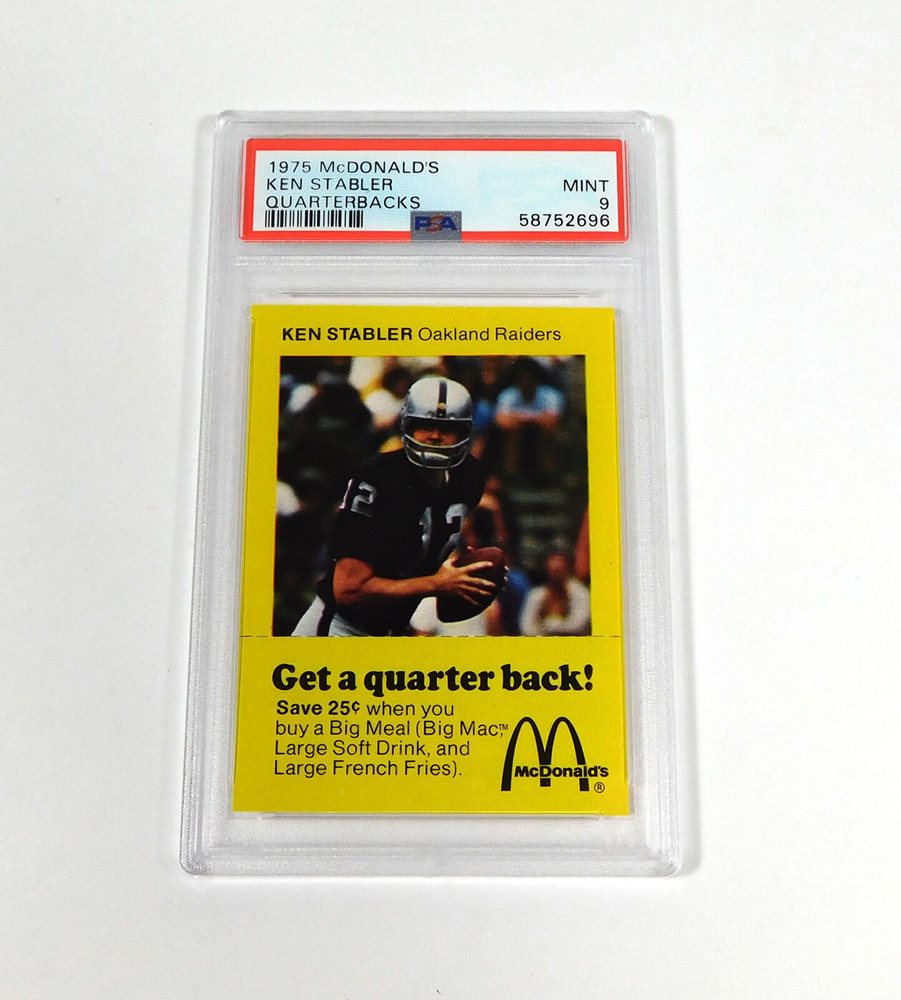 1975 McDONALD'S
KEN STABLER MINT
QUARTERBACKS 9
PSA 58752696
KEN STABLER Oakland Raiders
12
12
Get a quarter back!
Save 25¢ when you
buy a Big Meal (Big Mac,™
Large Soft Drink, and
Large French Fries).
McDonald's
®